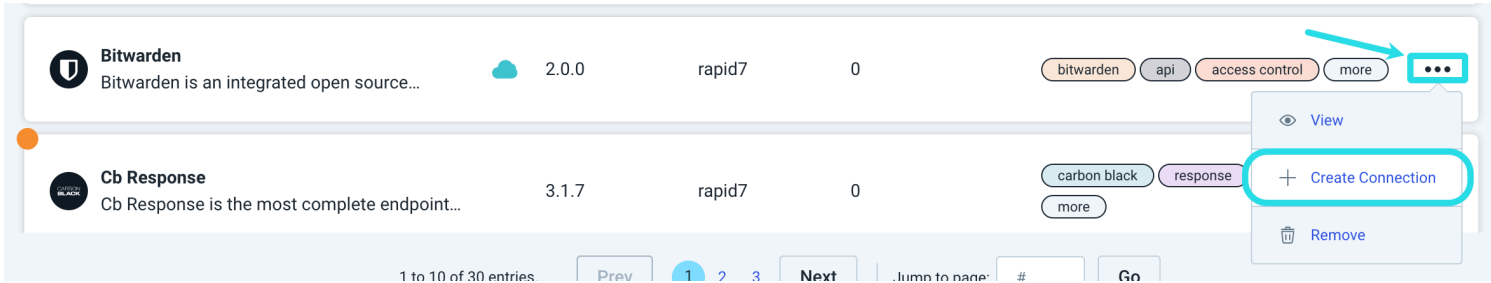 Bitwarden
Bitwarden is an integrated open source...
2.0.0
rapid7
0
bitwarden
api
access control
more
View
Create Connection
Remove
CARBON
BLACK
Cb Response
Cb Response is the most complete endpoint...
3.1.7
rapid7
0
carbon black
response
more
1 to 10 of 30 entries.
Prev
1
2
3
Next
Jump to page:
#
Go